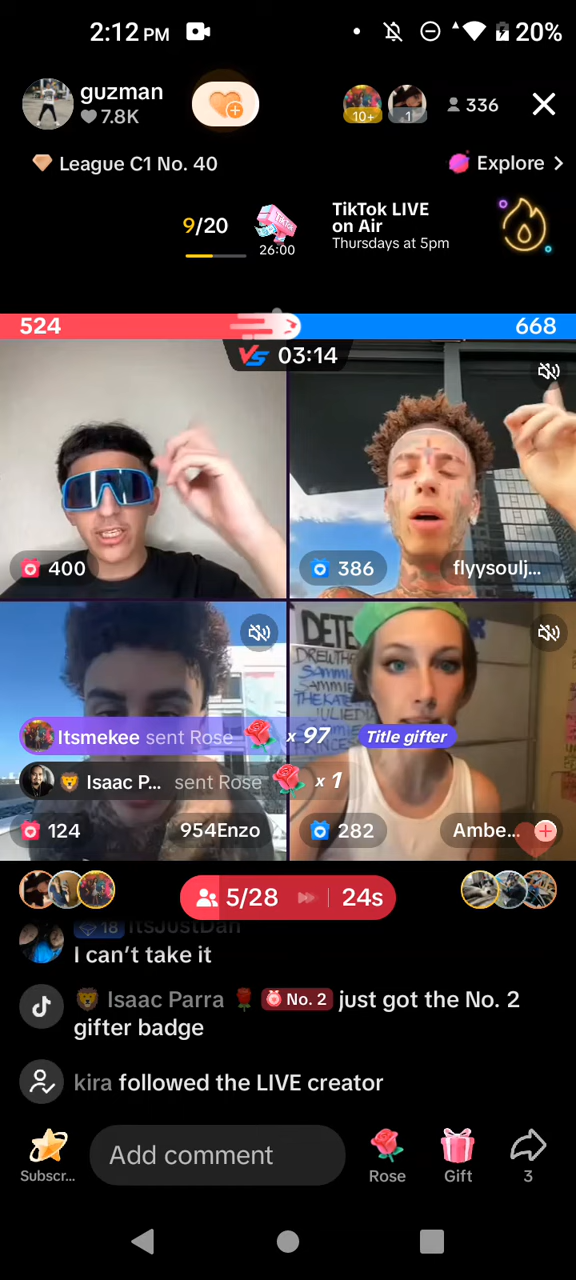 2:12 PM
20%
guzman
7.8K
10+
1
336
League C1 No. 40
Explore >
9/20
26:00
TikTok LIVE
on Air
Thursdays at 5pm
524
668
VS 03:14
400
386
flyysoulj...
DETE
SAMMIE
Itsmekee sent Rose x 97
Title gifter
Isaac P... sent Rose x 1
124
954Enzo
282
Ambe...
5/28
24s
18 ItsJustDan
I can't take it
Isaac Parra No. 2 just got the No. 2
gifter badge
kira followed the LIVE creator
Subscr...
Add comment
Rose
Gift
3